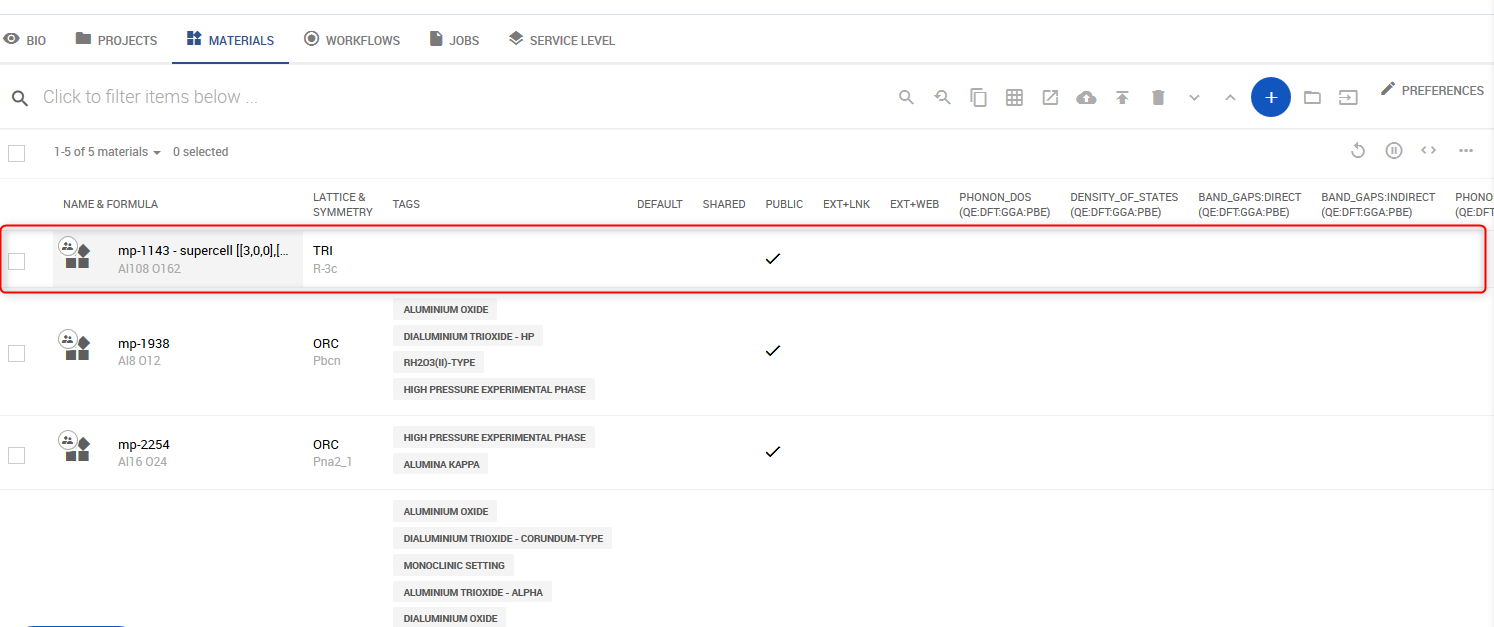 BIO PROJECTS MATERIALS WORKFLOWS JOBS SERVICE LEVEL
Click to filter items below ...
+ PREFERENCES
1-5 of 5 materials 0 selected
NAME & FORMULA LATTICE & SYMMETRY TAGS DEFAULT SHARED PUBLIC EXT+LNK EXT+WEB PHONON_DOS (QE:DFT:GGA:PBE) DENSITY_OF_STATES (QE:DFT:GGA:PBE) BAND_GAPS:DIRECT (QE:DFT:GGA:PBE) BAND_GAPS:INDIRECT (QE:DFT:GGA:PBE) PHONO (QE:DFT
mp-1143 - supercell [[3,0,0],[... TRI
Al108 O162 R-3c
ALUMINIUM OXIDE
DIALUMINIUM TRIOXIDE - HP
mp-1938 ORC
Al8 O12 Pbcn
RH2O3(II)-TYPE
HIGH PRESSURE EXPERIMENTAL PHASE
HIGH PRESSURE EXPERIMENTAL PHASE
mp-2254 ORC
Al16 O24 Pna2_1
ALUMINA KAPPA
ALUMINIUM OXIDE
DIALUMINIUM TRIOXIDE - CORUNDUM-TYPE
MONOCLINIC SETTING
ALUMINIUM TRIOXIDE - ALPHA
DIALUMINIUM OXIDE